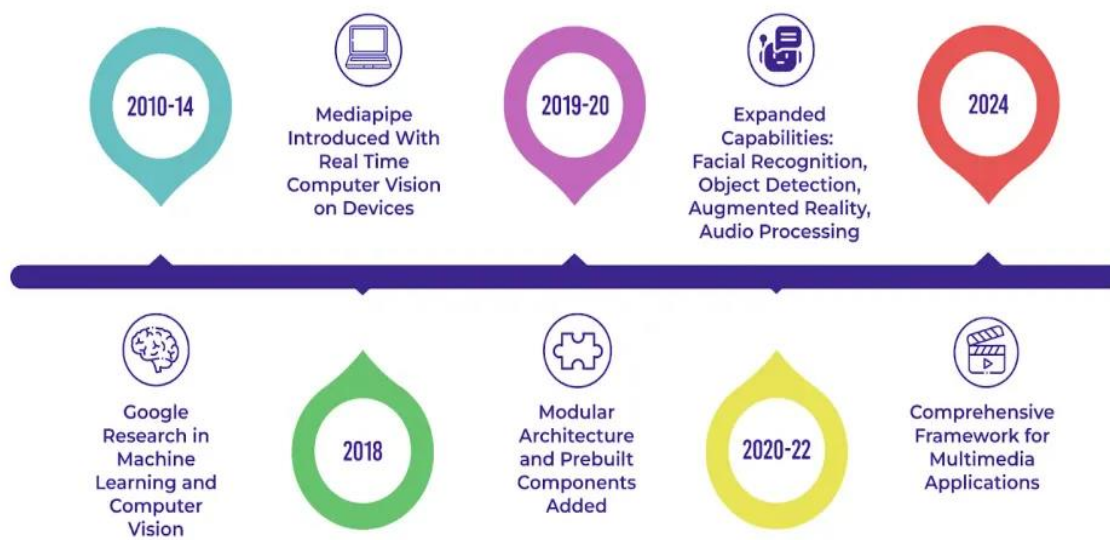 2010-14
Google
Research in
Machine
Learning and
Computer
Vision
2018
Mediapipe
Introduced With
Real Time
Computer Vision
on Devices
2019-20
Modular
Architecture
and Prebuilt
Components
Added
2020-22
Expanded
Capabilities:
Facial Recognition,
Object Detection,
Augmented Reality,
Audio Processing
2024
Comprehensive
Framework for
Multimedia
Applications